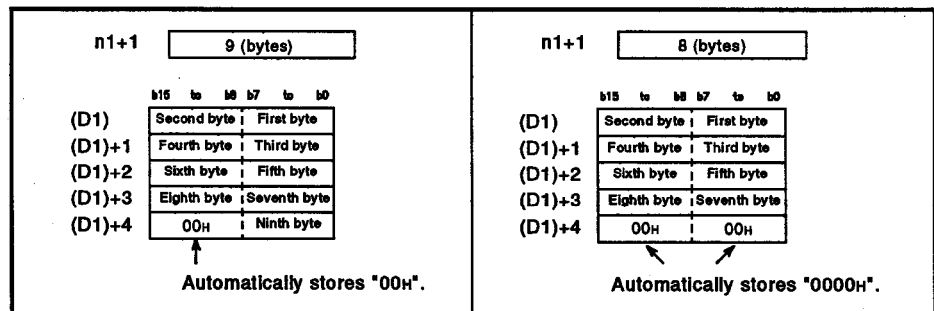 n1+1 9 (bytes)
b15 to b8 b7 to b0
(D1) Second byte First byte
(D1)+1 Fourth byte Third byte
(D1)+2 Sixth byte Fifth byte
(D1)+3 Eighth byte Seventh byte
(D1)+4 00H Ninth byte
Automatically stores "00H".
n1+1 8 (bytes)
b15 to b8 b7 to b0
(D1) Second byte First byte
(D1)+1 Fourth byte Third byte
(D1)+2 Sixth byte Fifth byte
(D1)+3 Eighth byte Seventh byte
(D1)+4 00H 00H
Automatically stores "0000H".